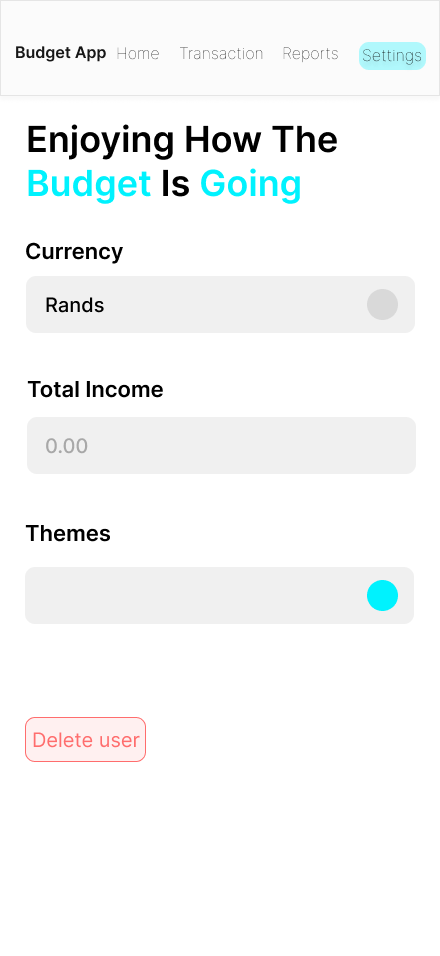 Budget App Home Transaction Reports Settings
Enjoying How The
Budget Is Going
Currency
Rands
Total Income
0.00
Themes
Delete user